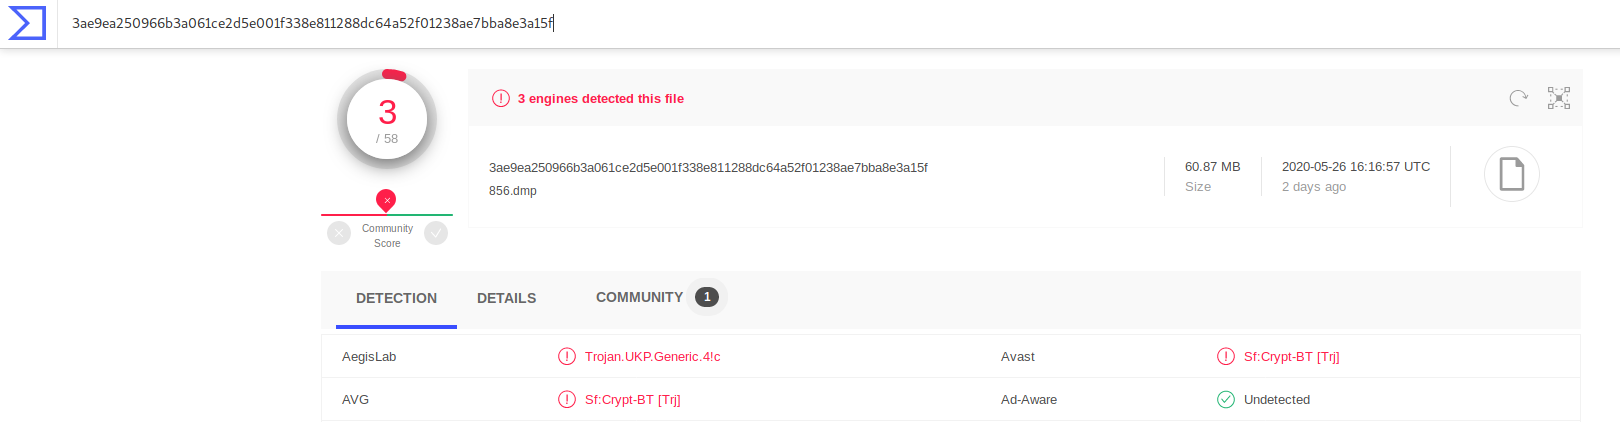 3ae9ea250966b3a061ce2d5e001f338e811288dc64a52f01238ae7bba8e3a15f
3
/ 58
Community
Score
3 engines detected this file
3ae9ea250966b3a061ce2d5e001f338e811288dc64a52f01238ae7bba8e3a15f
856.dmp
60.87 MB
Size
2020-05-26 16:16:57 UTC
2 days ago
DETECTION DETAILS COMMUNITY 1
AegisLab Trojan.UKP.Generic.4!c Avast Sf:Crypt-BT [Trj]
AVG Sf:Crypt-BT [Trj] Ad-Aware Undetected